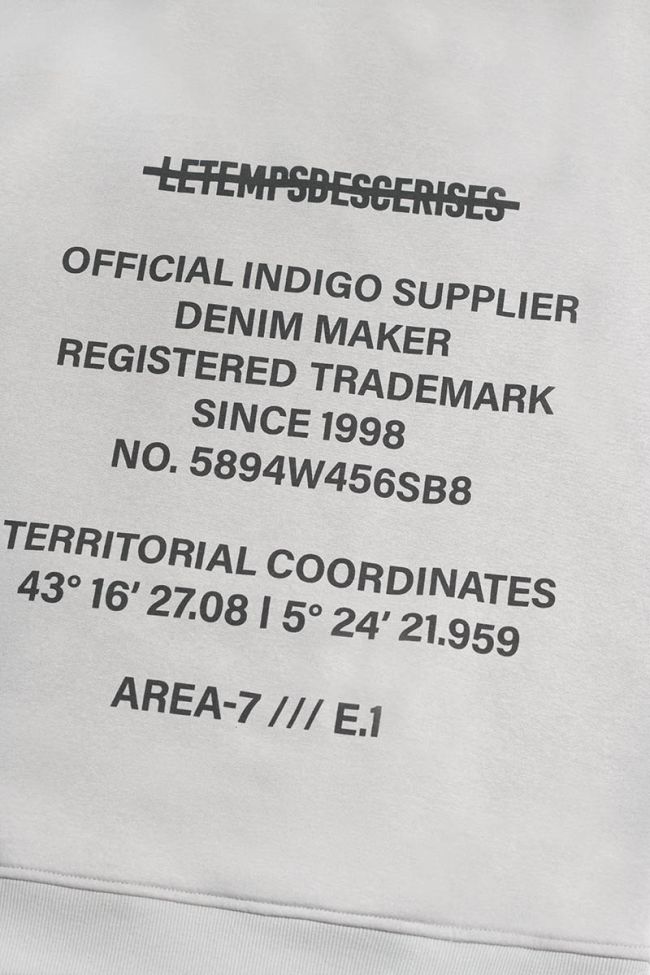 LETEMPSDESCERISES
OFFICIAL INDIGO SUPPLIER
DENIM MAKER
REGISTERED TRADEMARK
SINCE 1998
NO. 5894W456SB8
TERRITORIAL COORDINATES
43° 16′ 27.08 | 5° 24′ 21.959
AREA-7 /// E.1